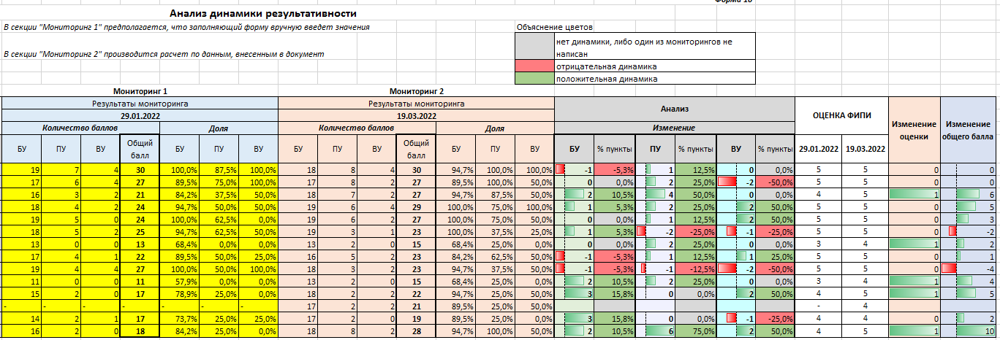 Форма 1б
Анализ динамики результативности
В секции "Мониторинг 1" предполагается, что заполняющий форму вручную введет значения
Объяснение цветов
нет динамики, либо один из мониторингов не
написан
В секции "Мониторинг 2" производится расчет по данным, внесенным в документ
отрицательная динамика
положительная динамика
Мониторинг 1 Мониторинг 2
Результаты мониторинга Результаты мониторинга Анализ ОЦЕНКА ФИПИ Изменение оценки Изменение общего балла
29.01.2022 19.03.2022
Количество баллов Доля Количество баллов Доля Изменение
БУ ПУ ВУ Общий балл БУ ПУ ВУ БУ ПУ ВУ Общий балл БУ ПУ ВУ БУ % пункты ПУ % пункты ВУ % пункты 29.01.2022 19.03.2022
19 7 4 30 100,0% 87,5% 100,0% 18 8 4 30 94,7% 100,0% 100,0% -1 -5,3% 1 12,5% 0 0,0% 5 5 0 0
17 6 4 27 89,5% 75,0% 100,0% 17 8 2 27 89,5% 100,0% 50,0% 0 0,0% 2 25,0% -2 -50,0% 5 5 0 0
16 3 2 21 84,2% 37,5% 50,0% 18 7 2 27 94,7% 87,5% 50,0% 2 10,5% 4 50,0% 0 0,0% 4 5 1 6
18 4 2 24 94,7% 50,0% 50,0% 19 6 4 29 100,0% 75,0% 100,0% 1 5,3% 2 25,0% 2 50,0% 5 5 0 5
19 5 0 24 100,0% 62,5% 0,0% 19 6 2 27 100,0% 75,0% 50,0% 0 0,0% 1 12,5% 2 50,0% 5 5 0 3
18 5 2 25 94,7% 62,5% 50,0% 19 3 1 23 100,0% 37,5% 25,0% 1 5,3% -2 -25,0% -1 -25,0% 5 5 0 -2
13 0 0 13 68,4% 0,0% 0,0% 13 2 0 15 68,4% 25,0% 0,0% 0 0,0% 2 25,0% 0 0,0% 3 4 1 2
17 4 1 22 89,5% 50,0% 25,0% 16 5 2 23 84,2% 62,5% 50,0% -1 -5,3% 1 12,5% 1 25,0% 5 5 0 1
19 4 4 27 100,0% 50,0% 100,0% 18 3 2 23 94,7% 37,5% 50,0% -1 -5,3% -1 -12,5% -2 -50,0% 5 5 0 -4
11 0 0 11 57,9% 0,0% 0,0% 13 2 0 15 68,4% 25,0% 0,0% 2 10,5% 2 25,0% 0 0,0% 3 4 1 4
15 2 0 17 78,9% 25,0% 0,0% 18 2 2 22 94,7% 25,0% 50,0% 3 15,8% 0 0,0% 2 50,0% 4 5 1 5
- - - - - - - 17 2 2 21 89,5% 25,0% 50,0% - 4
14 2 1 17 73,7% 25,0% 25,0% 17 2 0 19 89,5% 25,0% 0,0% 3 15,8% 0 0,0% -1 -25,0% 4 4 0 2
16 2 0 18 84,2% 25,0% 0,0% 18 8 2 28 94,7% 100,0% 50,0% 2 10,5% 6 75,0% 2 50,0% 4 5 1 10